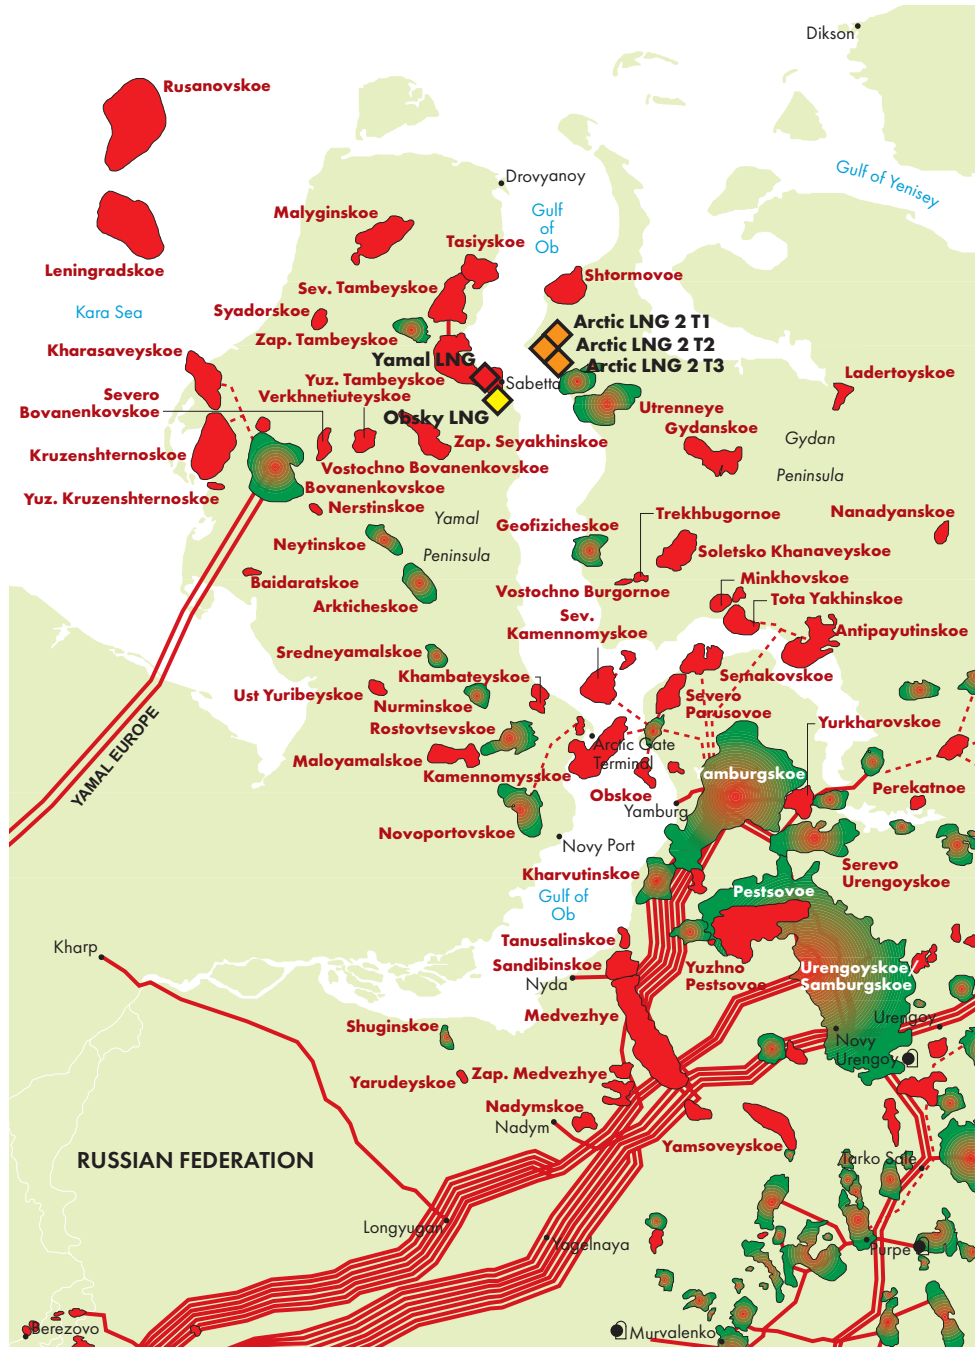 Dikson
Rusanovskoe
Gulf of Yenisey
Drovyanoy
Malyginskoe
Gulf
of
Ob
Tasiyskoe
Leningradskoe
Shtormovoe
Sev. Tambeyskoe
Kara Sea
Syadorskoe
Arctic LNG 2 T1
Zap. Tambeyskoe
Arctic LNG 2 T2
Kharasaveyskoe
Yamal LNG
Arctic LNG 2 T3
Ladertoyskoe
Yuz. Tambeyskoe
Sabetta
Severo
Bovanenkovskoe
Verkhnetiuteyskoe
Utrenneye
Obsky LNG
Gydanskoe
Zap. Seyakhinskoe
Gydan
Peninsula
Kruzenshternoskoe
Vostochno Bovanenkovskoe
Bovanenkovskoe
Yuz. Kruzenshternoskoe
Nerstinskoe
Yamal
Peninsula
Geofizicheskoe
Trekhbugornoe
Nanadyanskoe
Neytinskoe
Soletsko Khanaveyskoe
Baidaratskoe
Minkhovskoe
Vostochno Burgornoe
Tota Yakhinskoe
Arkticheskoe
Sev.
Kamennomyskoe
Antipayutinskoe
Sredneyamalskoe
Khambateyskoe
Semakovskoe
Ust Yuribeyskoe
Nurminskoe
Severo
Parusovoe
Rostovtsevskoe
Yurkharovskoe
YAMAL EUROPE
Maloyamalskoe
Arctic Gate
Terminal
Kamennomysskoe
Yamburgskoe
Obskoe
Perekatnoe
Yamburg
Novoportovskoe
Novy Port
Serevo
Urengoyskoe
Kharvutinskoe
Pestsovoe
Gulf of
Ob
Tanusalinskoe
Kharp
Sandibinskoe
Nyda
Yuzhno
Pestsovoe
Urengoyskoe/
Samburgskoe
Medvezhye
Urengoy
Shuginskoe
Novy
Urengoy
Yarudeyskoe
Zap. Medvezhye
Nadymskoe
Nadym
Yamsoveyskoe
RUSSIAN FEDERATION
Tarko Sale
Longyugan
Yagelnaya
Purpe
Berezovo
Murvalenko